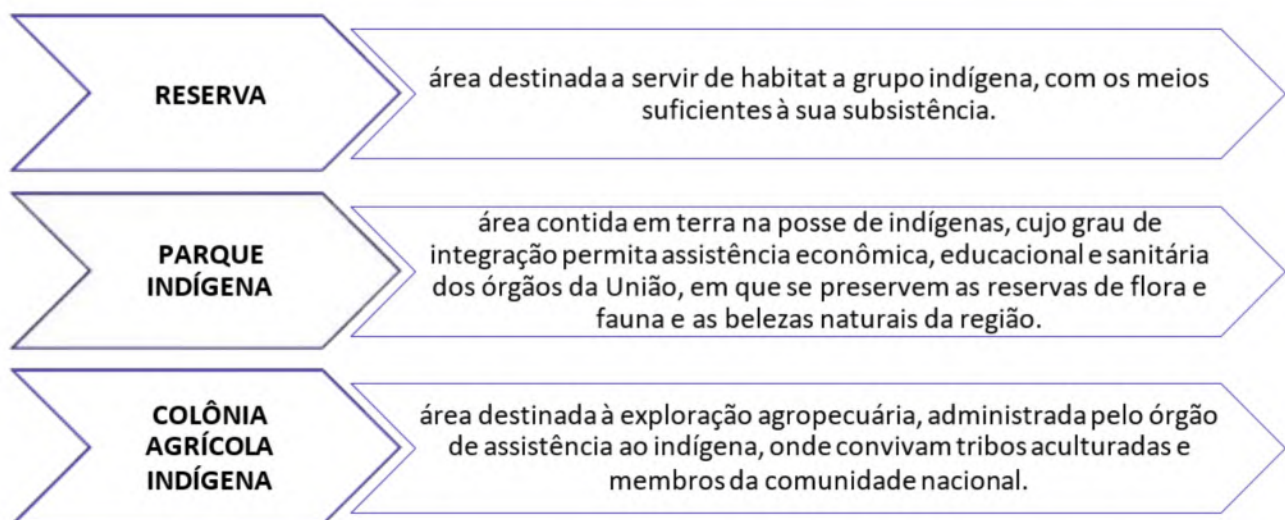 RESERVA
área destinada a servir de habitat a grupo indígena, com os meios
suficientes à sua subsistência.
PARQUE
INDÍGENA
área contida em terra na posse de indígenas, cujo grau de
integração permita assistência econômica, educacional e sanitária
dos órgãos da União, em que se preservem as reservas de flora e
fauna e as belezas naturais da região.
COLÔNIA
AGRÍCOLA
INDÍGENA
área destinada à exploração agropecuária, administrada pelo órgão
de assistência ao indígena, onde convivam tribos aculturadas e
membros da comunidade nacional.